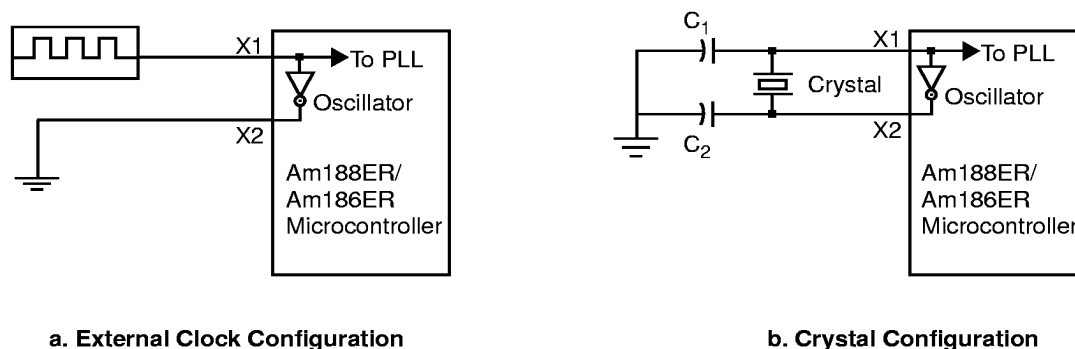 X1
To PLL
Oscillator
X2
Am188ER/
Am186ER
Microcontroller
a. External Clock Configuration
C1
X1
To PLL
Crystal
Oscillator
C2
X2
Am188ER/
Am186ER
Microcontroller
b. Crystal Configuration